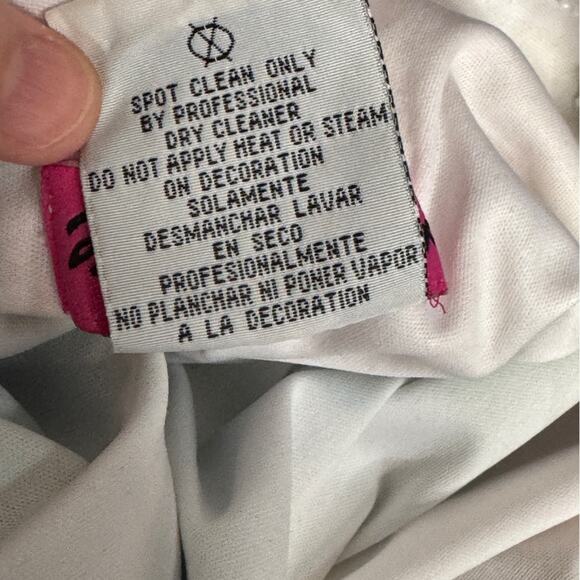 SPOT CLEAN ONLY
BY PROFESSIONAL
DRY CLEANER
DO NOT APPLY HEAT OR STEAM
ON DECORATION
SOLAMENTE
DESMANCHAR LAVAR
EN SECO
PROFESIONALMENTE
NO PLANCHAR NI PONER VAPOR
A LA DECORATION